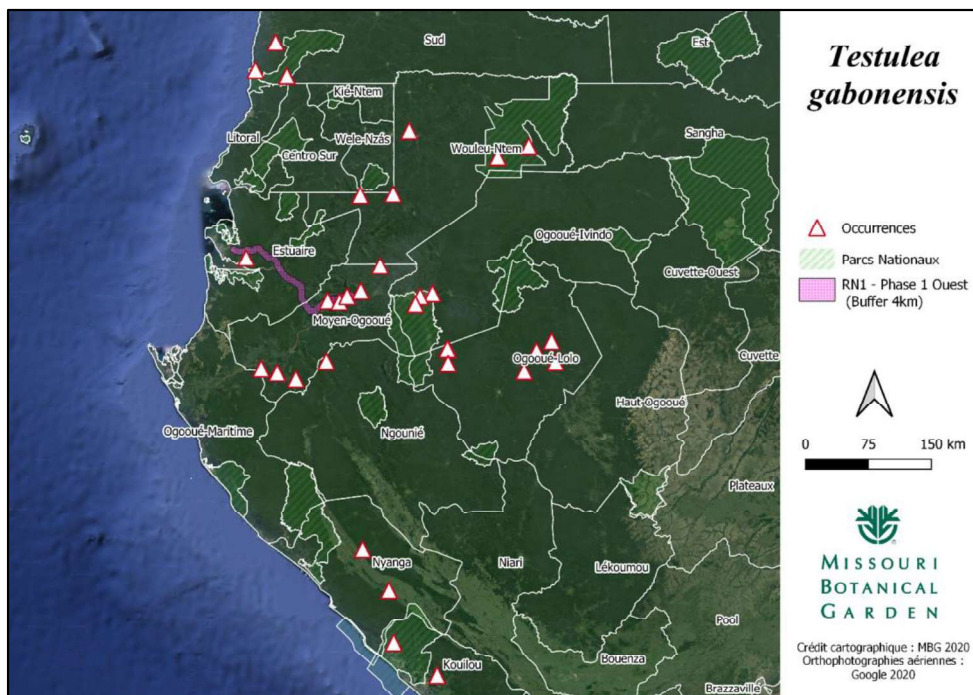 Testulea
gabonensis
Occurrences
Parcs Nationaux
RN1 - Phase 1 Ouest
(Buffer 4km)
0 75 150 km
MISSOURI
BOTANICAL
GARDEN
Crédit cartographique : MBG 2020
Orthophotographies aériennes :
Google 2020
Sud
Est
Kié-Ntem
Litoral
Wele-Nzás
Sangha
Centro Sur
Wouleu-Ntem
Estuaire
Ogooué-Ivindo
Cuvette-Ouest
Moyen-Ogooué
Ogooué-Lolo
Cuvette
Haut-Ogooué
Ogooué-Maritime
Ngounié
Plateaux
Nyanga
Niari
Lékoumou
Pool
Kouilou
Bouenza
Brazzaville